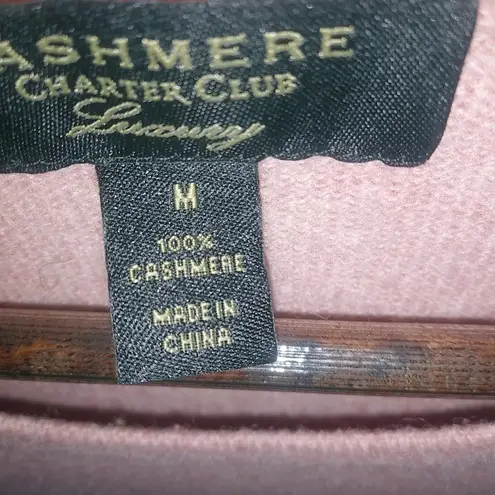 ASHMERE
CHARTER CLUB
Luxury
M
100%
CASHMERE
MADE IN
CHINA